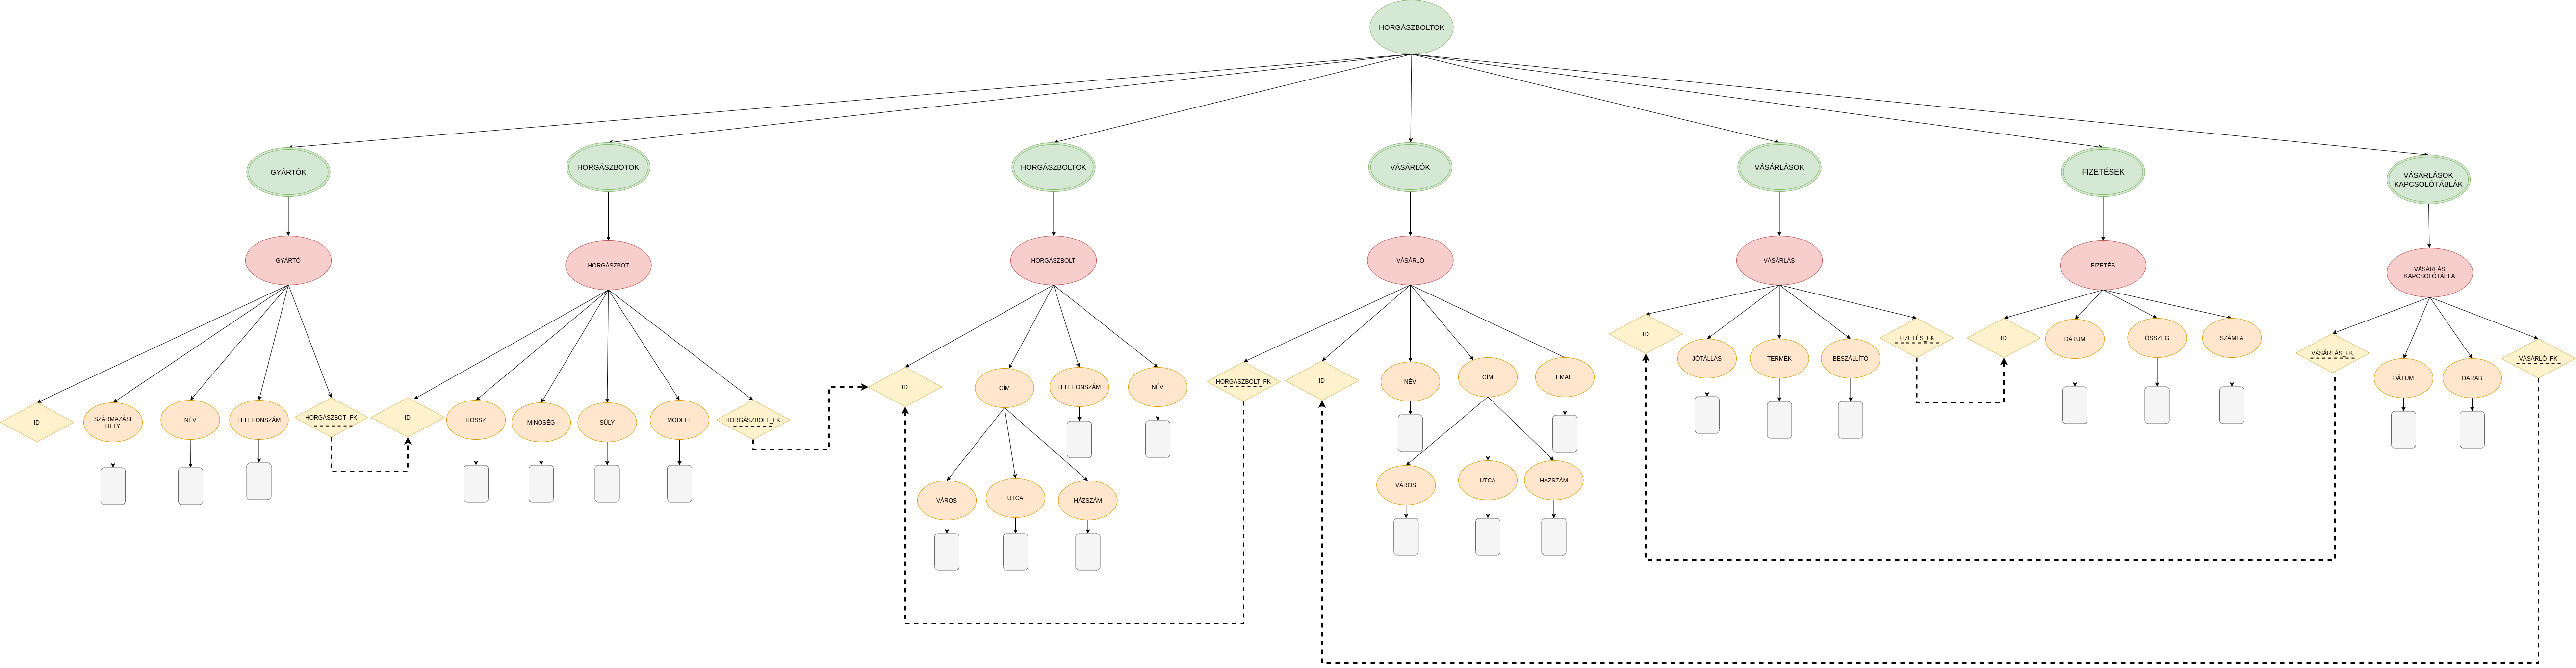 HORGÁSZBOLTOK
GYÁRTÓK
HORGÁSZBOTOK
HORGÁSZBOLTOK
VÁSÁRLÓK
VÁSÁRLÁSOK
FIZETÉSEK
VÁSÁRLÁSOK
KAPCSOLÓTÁBLÁK
GYÁRTÓ
HORGÁSZBOT
HORGÁSZBOLT
VÁSÁRLÓ
VÁSÁRLÁS
FIZETÉS
VÁSÁRLÁS
KAPCSOLÓTÁBLA
ID
SZÁRMAZÁSI
HELY
NÉV
TELEFONSZÁM
HORGÁSZBOT_FK
ID
HOSSZ
MINŐSÉG
SÚLY
MODELL
HORGÁSZBOLT_FK
ID
CÍM
TELEFONSZÁM
NÉV
VÁROS
UTCA
HÁZSZÁM
HORGÁSZBOLT_FK
ID
NÉV
CÍM
EMAIL
VÁROS
UTCA
HÁZSZÁM
ID
JÓTÁLLÁS
TERMÉK
BESZÁLLÍTÓ
FIZETÉS_FK
ID
DÁTUM
ÖSSZEG
SZÁMLA
VÁSÁRLÁS_FK
DÁTUM
DARAB
VÁSÁRLÓ_FK